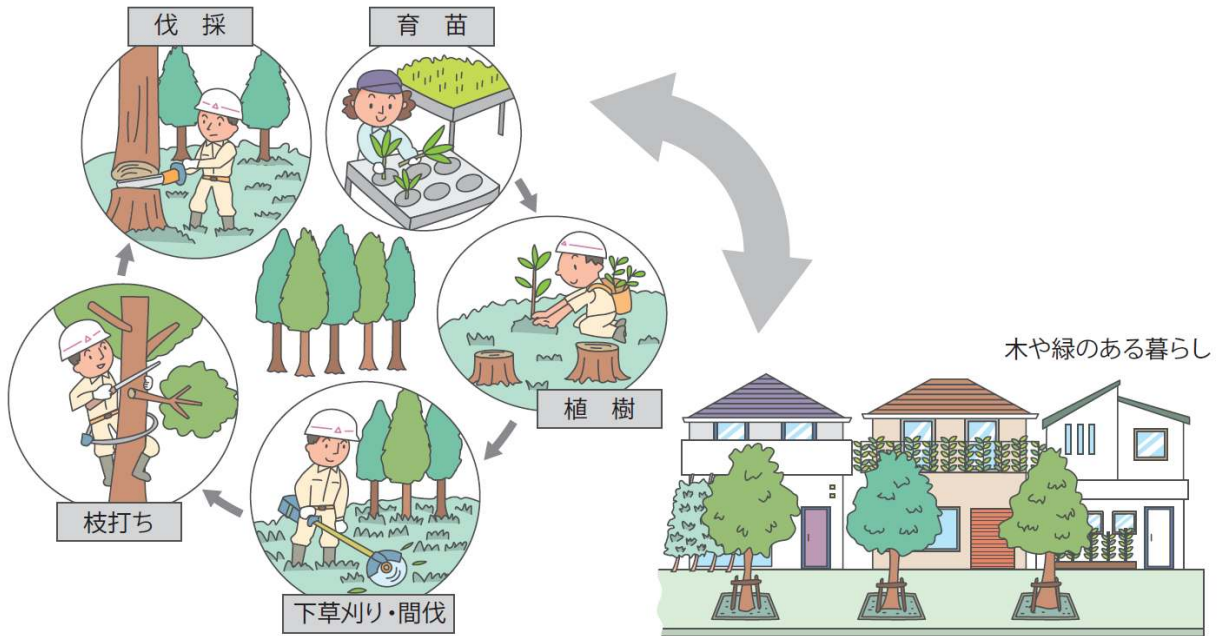 伐 採
育 苗
植 樹
下草刈り・間伐
枝打ち
木や緑のある暮らし